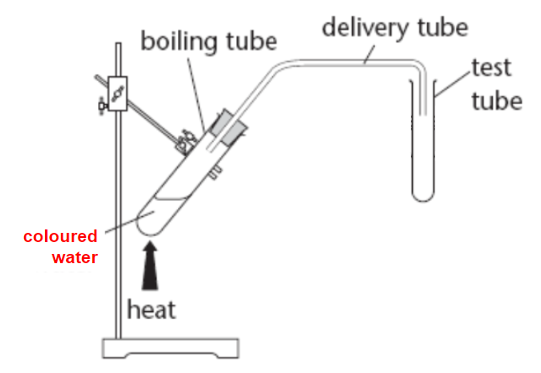 delivery tube
boiling tube
test
tube
coloured
water
heat